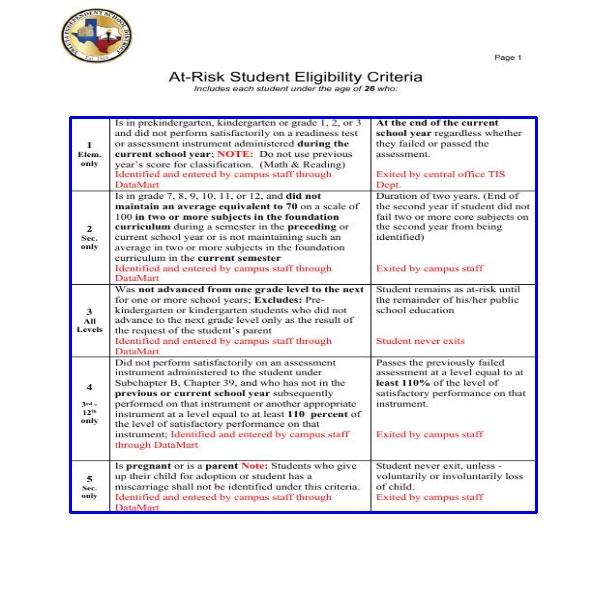 Page 1
At-Risk Student Eligibility Criteria
Includes each student under the age of 26 who:
1
Elem.
only
Is in prekindergarten, kindergarten or grade 1, 2, or 3
and did not perform satisfactorily on a readiness test
or assessment instrument administered during the
current school year; NOTE: Do not use previous
year's score for classification. (Math & Reading)
Identified and entered by campus staff through
DataMart
At the end of the current
school year regardless whether
they failed or passed the
assessment.
Exited by central office TIS
Dept.
2
Sec.
only
Is in grade 7, 8, 9, 10, 11, or 12, and did not
maintain an average equivalent to 70 on a scale of
100 in two or more subjects in the foundation
curriculum during a semester in the preceding or
current school year or is not maintaining such an
average in two or more subjects in the foundation
curriculum in the current semester
Identified and entered by campus staff through
DataMart
Duration of two years. (End of
the second year if student did not
fail two or more core subjects on
the second year from being
identified)
Exited by campus staff
3
All
Levels
Was not advanced from one grade level to the next
for one or more school years; Excludes: Pre-
kindergarten or kindergarten students who did not
advance to the next grade level only as the result of
the request of the student's parent
Identified and entered by campus staff through
DataMart
Student remains as at-risk until
the remainder of his/her public
school education
Student never exits
4
3rd -
12th
only
Did not perform satisfactorily on an assessment
instrument administered to the student under
Subchapter B, Chapter 39, and who has not in the
previous or current school year subsequently
performed on that instrument or another appropriate
instrument at a level equal to at least 110 percent of
the level of satisfactory performance on that
instrument; Identified and entered by campus staff
through DataMart
Passes the previously failed
assessment at a level equal to at
least 110% of the level of
satisfactory performance on that
instrument.
Exited by campus staff
5
Sec.
only
Is pregnant or is a parent Note: Students who give
up their child for adoption or student has a
miscarriage shall not be identified under this criteria.
Identified and entered by campus staff through
DataMart
Student never exit, unless -
voluntarily or involuntarily loss
of child.
Exited by campus staff